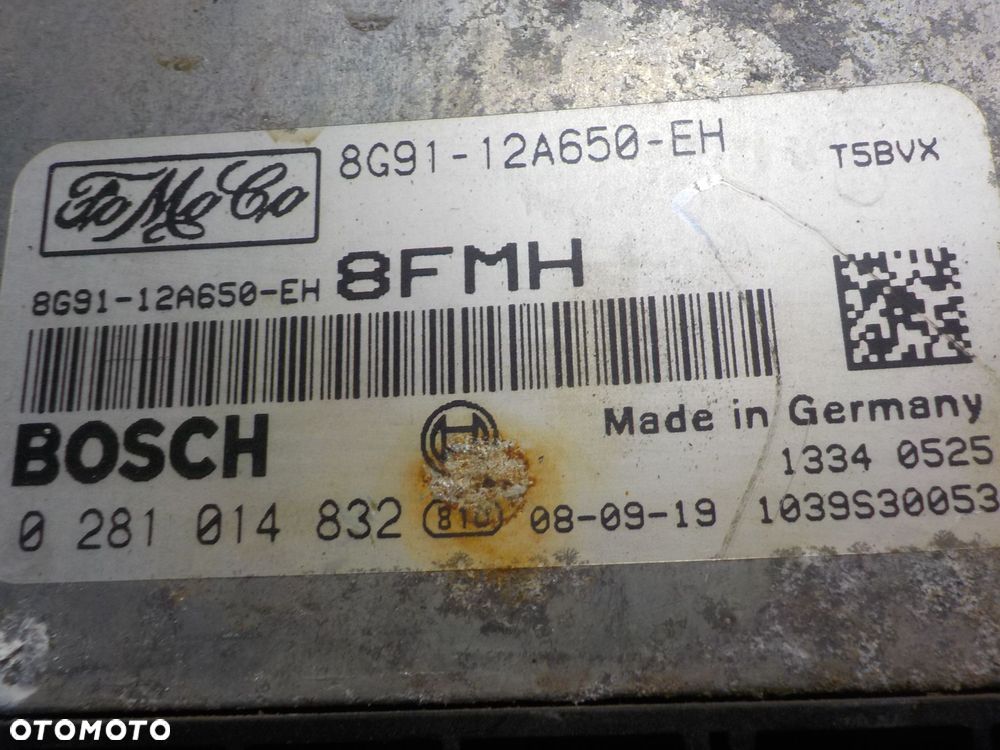 FoMoCo
8G91-12A650-EH
T5BVX
8G91-12A650-EH 8FMH
BOSCH
Made in Germany
1334 0525
0 281 014 832 08-09-19 1039S30053
OTOMOTO